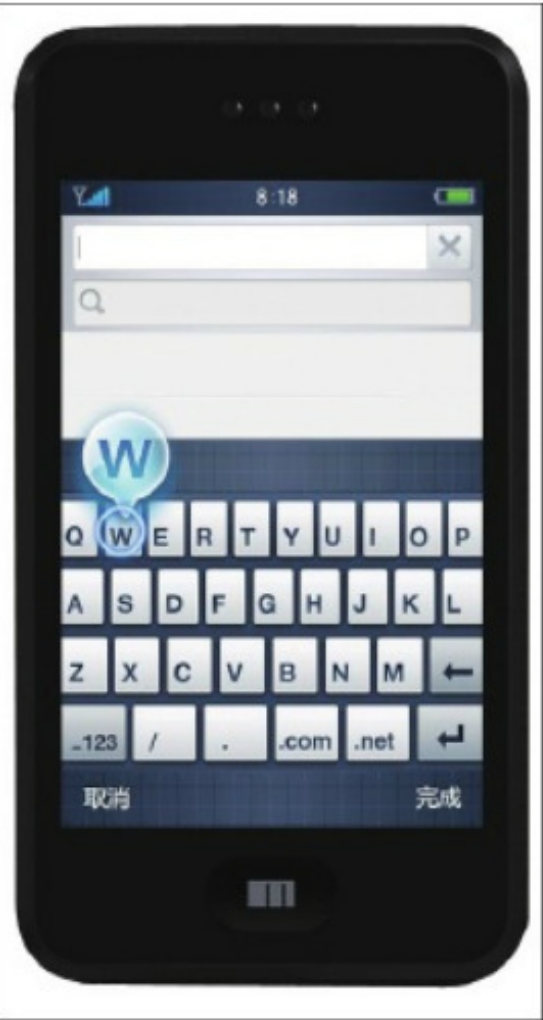 8:18
W
Q W E R T Y U I O P
A S D F G H J K L
Z X C V B N M
.123 / . .com .net
取消 完成